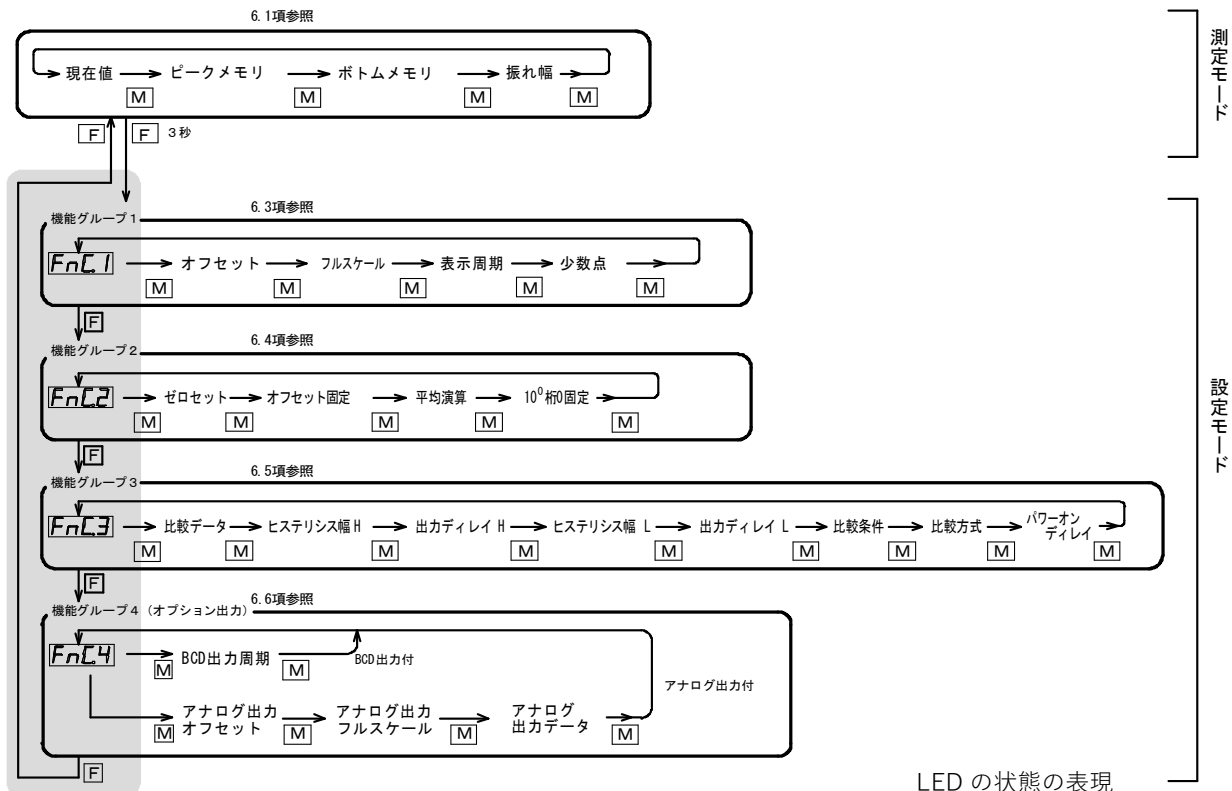 6.1項参照
現在値 ピークメモリ ボトムメモリ 振れ幅
M M M M
F F 3秒
測定モード
機能グループ1 6.3項参照
FnC.1 オフセット フルスケール 表示周期 少数点
M M M M M
F
機能グループ2 6.4項参照
FnC.2 ゼロセット オフセット固定 平均演算 10⁰桁0固定
M M M M M
F
機能グループ3 6.5項参照
FnC.3 比較データ ヒステリシス幅H 出力ディレイH ヒステリシス幅 L 出力ディレイL 比較条件 比較方式 パワーオン
ディレイ
M M M M M M M M M
F
機能グループ4 (オプション出力) 6.6項参照
FnC.4 BCD出力周期 BCD出力付
M M
アナログ出力付
アナログ出力 アナログ出力 アナログ
オフセット フルスケール 出力データ
M M M M
F
設定モード
LED の状態の表現